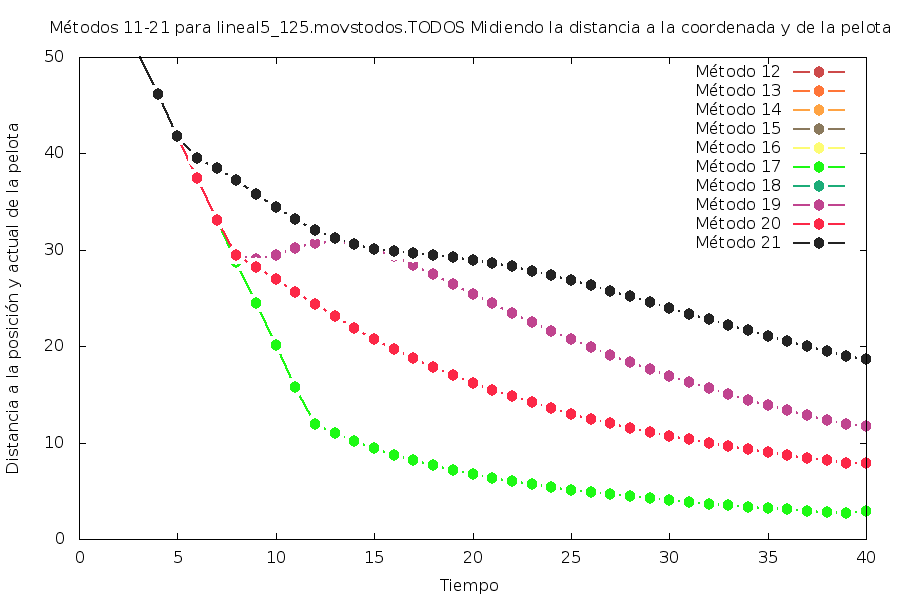 Métodos 11-21 para lineal5_125.movstodos.TODOS Midiendo la distancia a la coordenada y de la pelota
Distancia a la posición y actual de la pelota
50
40
30
20
10
0
Método 12
Método 13
Método 14
Método 15
Método 16
Método 17
Método 18
Método 19
Método 20
Método 21
0 5 10 15 20 25 30 35 40
Tiempo